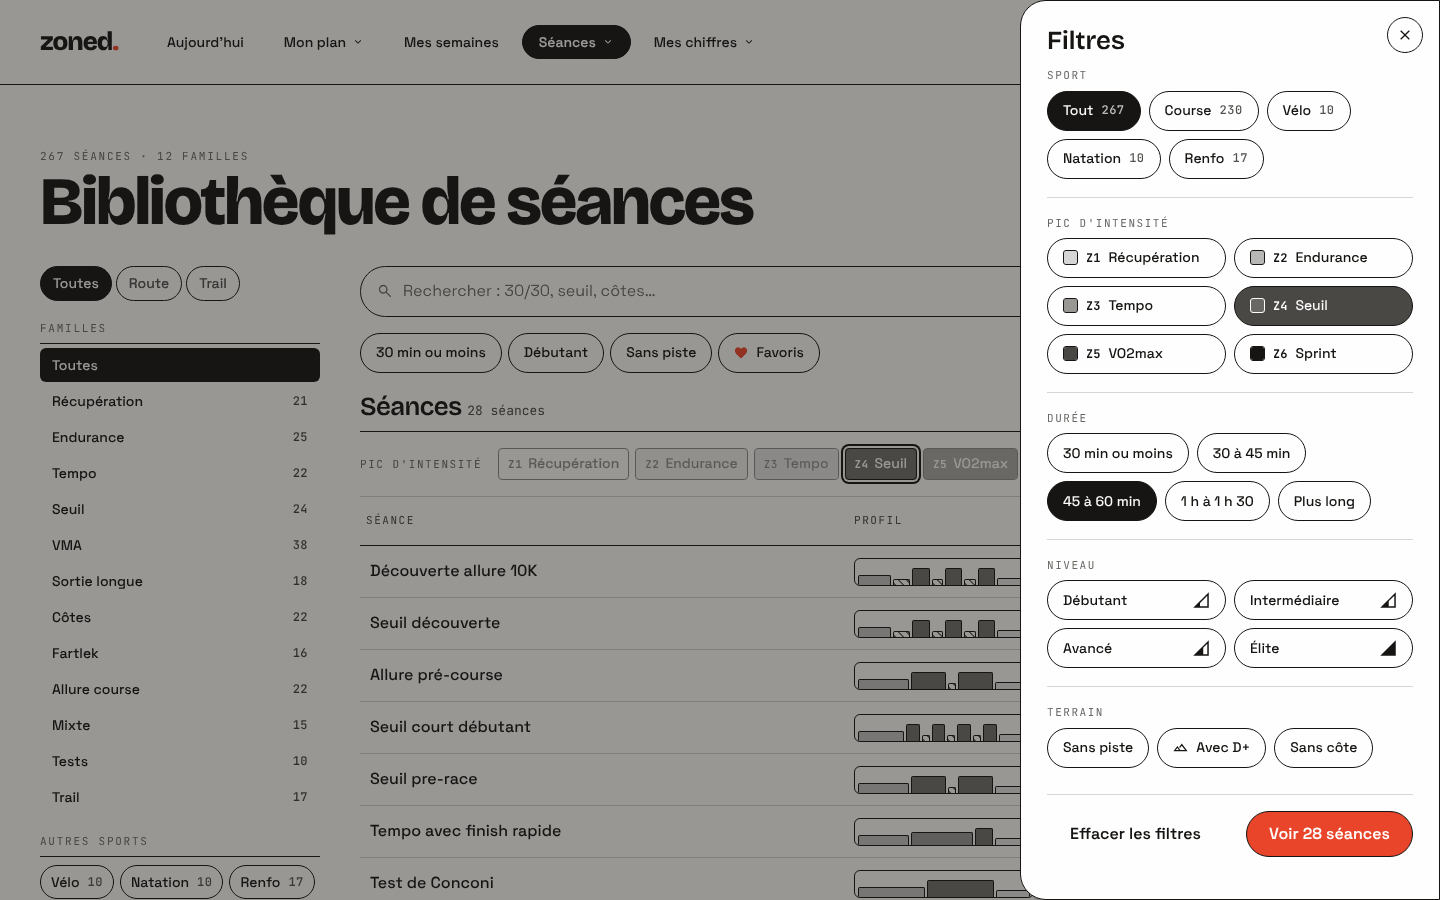 zoned.
Aujourd'hui
Mon plan
Mes semaines
Séances
Mes chiffres
267 SÉANCES · 12 FAMILLES
Bibliothèque de séances
Toutes
Route
Trail
FAMILLES
Toutes
Récupération 21
Endurance 25
Tempo 22
Seuil 24
VMA 38
Sortie longue 18
Côtes 22
Fartlek 16
Allure course 22
Mixte 15
Tests 10
Trail 17
AUTRES SPORTS
Vélo 10
Natation 10
Renfo 17
Rechercher : 30/30, seuil, côtes...
30 min ou moins
Débutant
Sans piste
Favoris
Séances 28 séances
PIC D'INTENSITÉ
Z1 Récupération
Z2 Endurance
Z3 Tempo
Z4 Seuil
Z5 VO2max
SÉANCE
PROFIL
Découverte allure 10K
Seuil découverte
Allure pré-course
Seuil court débutant
Seuil pre-race
Tempo avec finish rapide
Test de Conconi
Filtres
SPORT
Tout 267
Course 230
Vélo 10
Natation 10
Renfo 17
PIC D'INTENSITÉ
Z1 Récupération
Z2 Endurance
Z3 Tempo
Z4 Seuil
Z5 VO2max
Z6 Sprint
DURÉE
30 min ou moins
30 à 45 min
45 à 60 min
1 h à 1 h 30
Plus long
NIVEAU
Débutant
Intermédiaire
Avancé
Élite
TERRAIN
Sans piste
Avec D+
Sans côte
Effacer les filtres
Voir 28 séances